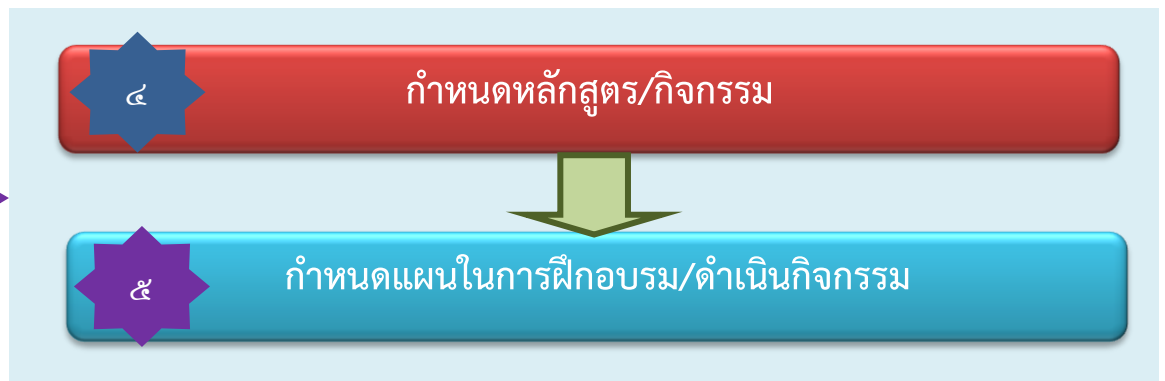 ๔
กำหนดหลักสูตร/กิจกรรม
๕
กำหนดแผนในการฝึกอบรม/ดำเนินกิจกรรม